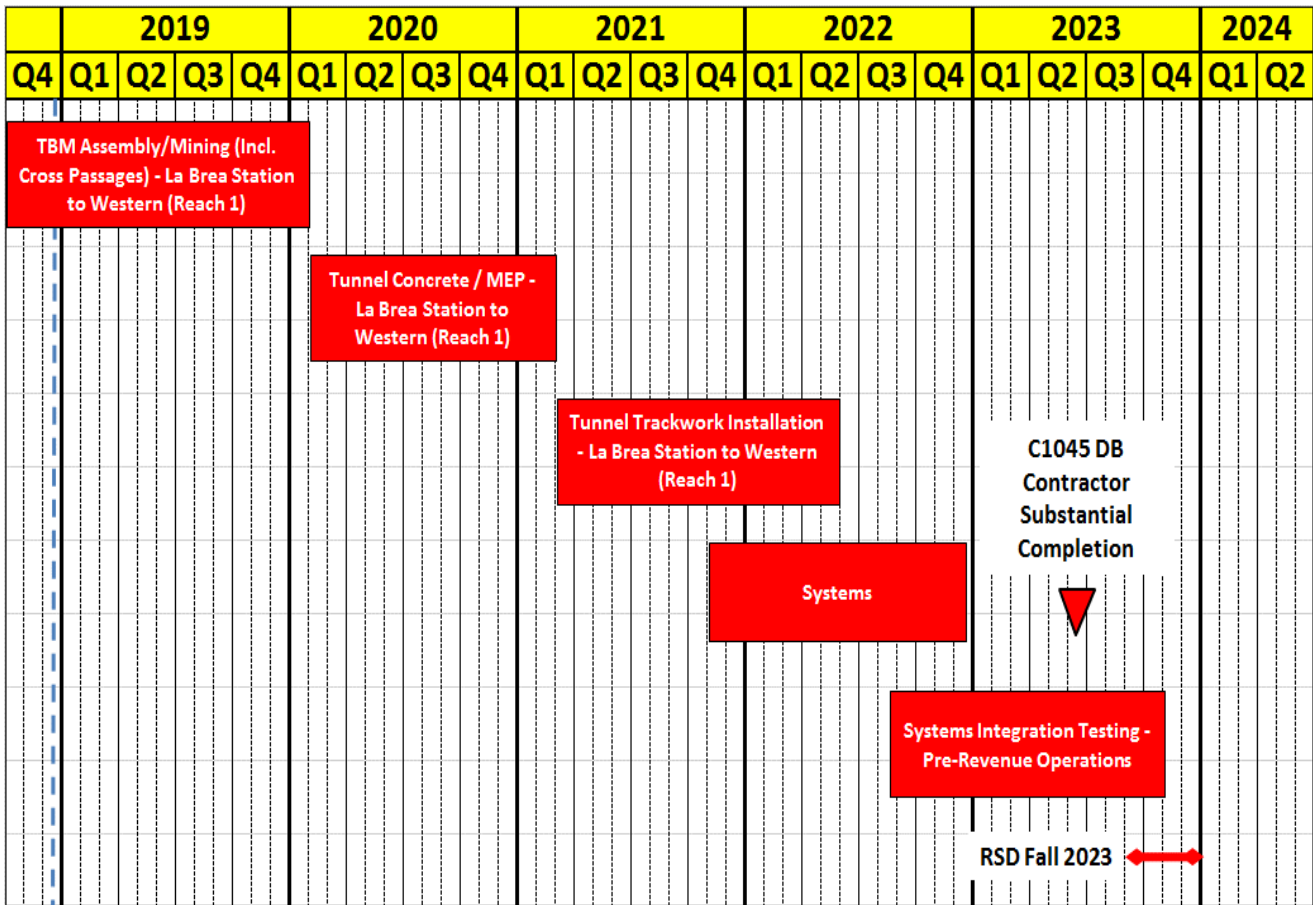 2019 2020 2021 2022 2023 2024
Q4 Q1 Q2 Q3 Q4 Q1 Q2 Q3 Q4 Q1 Q2 Q3 Q4 Q1 Q2 Q3 Q4 Q1 Q2 Q3 Q4 Q1 Q2
TBM Assembly/Mining (Incl.
Cross Passages) - La Brea Station
to Western (Reach 1)
Tunnel Concrete / MEP -
La Brea Station to
Western (Reach 1)
Tunnel Trackwork Installation
- La Brea Station to Western
(Reach 1)
C1045 DB
Contractor
Substantial
Completion
Systems
Systems Integration Testing -
Pre-Revenue Operations
RSD Fall 2023